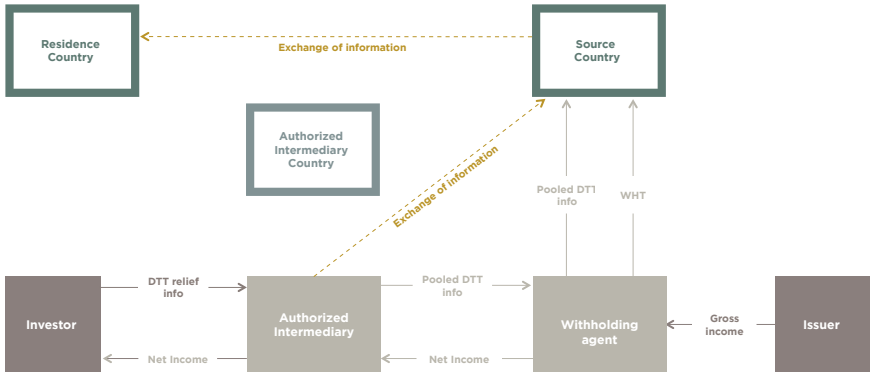 Residence
Country
Exchange of information
Source
Country
Authorized
Intermediary
Country
Exchange of Information
Pooled DTT
info
WHT
Investor
DTT relief
info
Net Income
Authorized
Intermediary
Pooled DTT
info
Net Income
Withholding
agent
Gross
income
Issuer